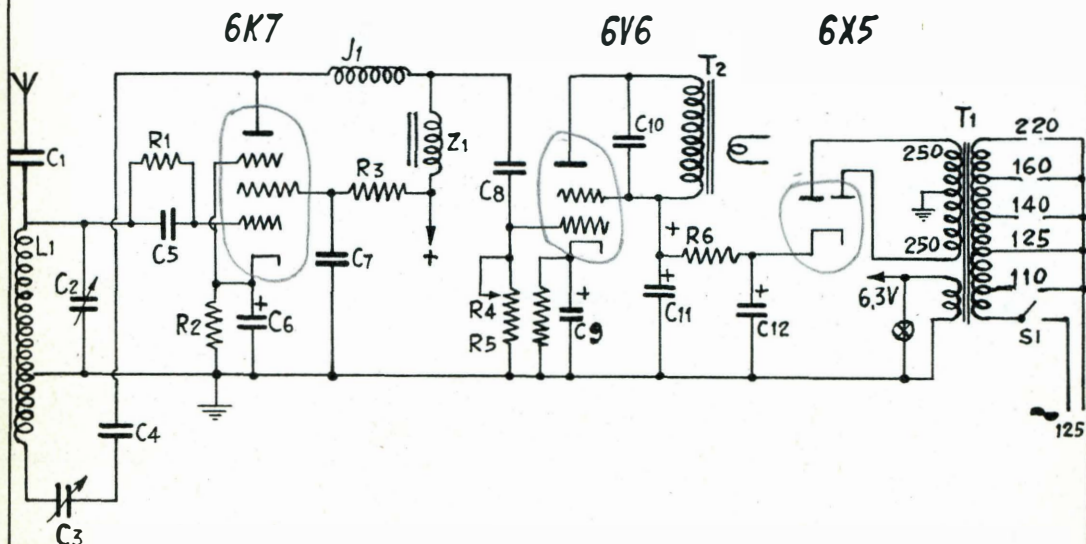 6K7 6V6 6X5
J1 T2
T1
C1 R1 C10 220
Z1 250 160
R3 C8 140
L1 C5 + R6 125
C2 C7 250 110
+ + 6,3V
R2 C6 R4 C11 C12 S1
R5 + C9
C4 ~ 125
C3